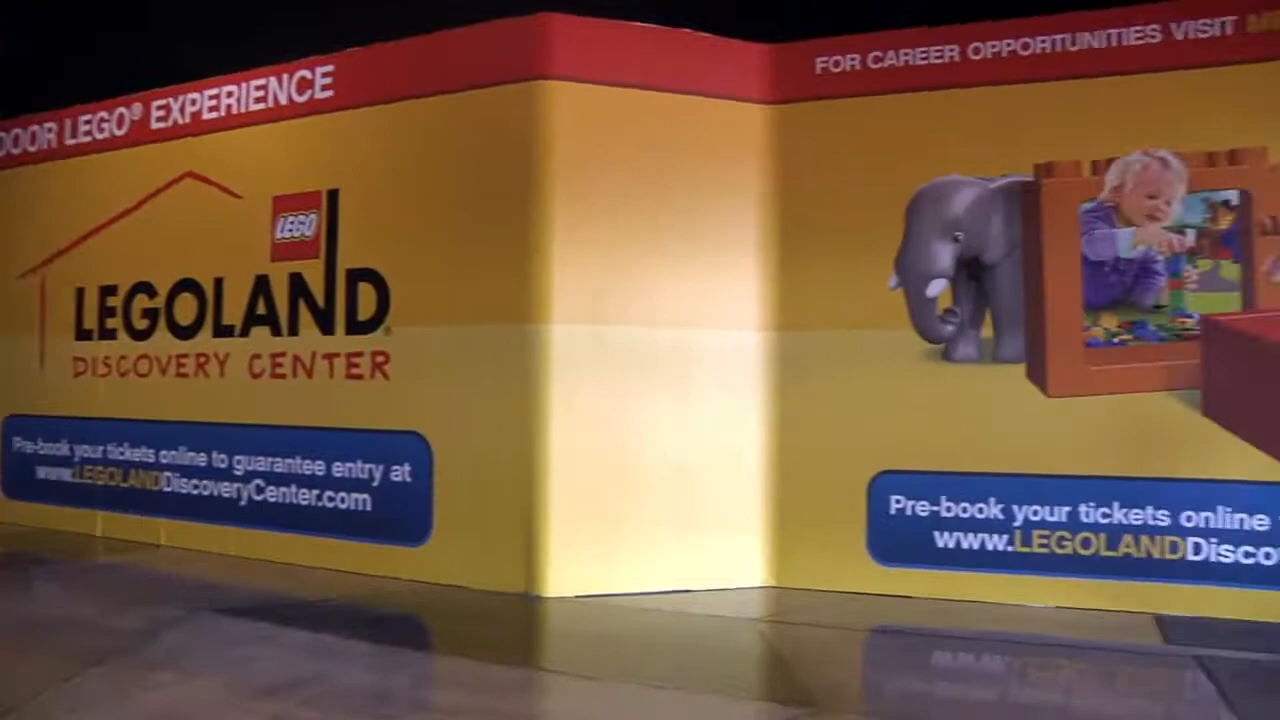 DOOR LEGO® EXPERIENCE
LEGO
LEGOLAND®
DISCOVERY CENTER
Pre-book your tickets online to guarantee entry at
www.LEGOLANDDiscoveryCenter.com
FOR CAREER OPPORTUNITIES VISIT
Pre-book your tickets online
www.LEGOLANDDisco